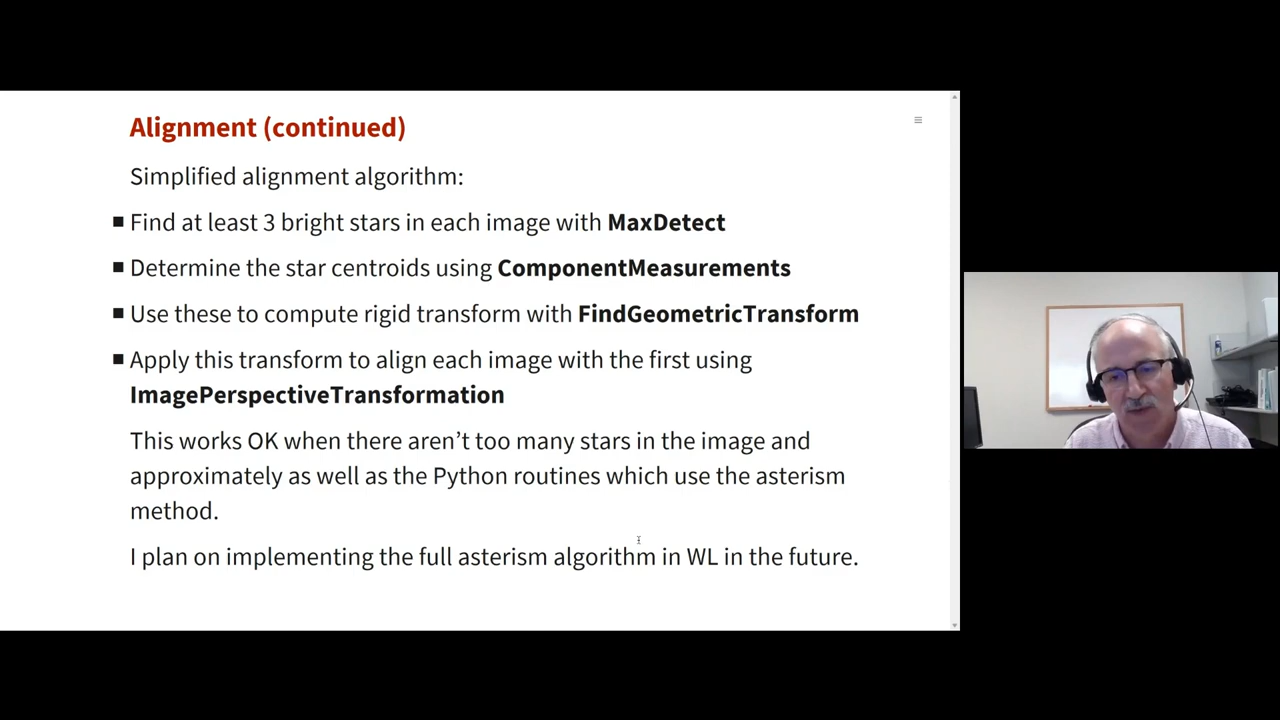 Alignment (continued)
Simplified alignment algorithm:
■ Find at least 3 bright stars in each image with MaxDetect
■ Determine the star centroids using ComponentMeasurements
■ Use these to compute rigid transform with FindGeometricTransform
■ Apply this transform to align each image with the first using
ImagePerspectiveTransformation
This works OK when there aren’t too many stars in the image and
approximately as well as the Python routines which use the asterism
method.
I plan on implementing the full asterism algorithm in WL in the future.